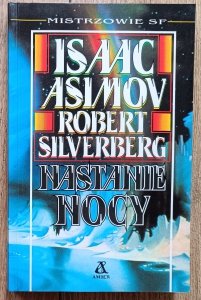 MISTRZOWIE SF
ISAAC
ASIMOV
ROBERT
SILVERBERG
NASTANIE
NOCY
A
AMBER